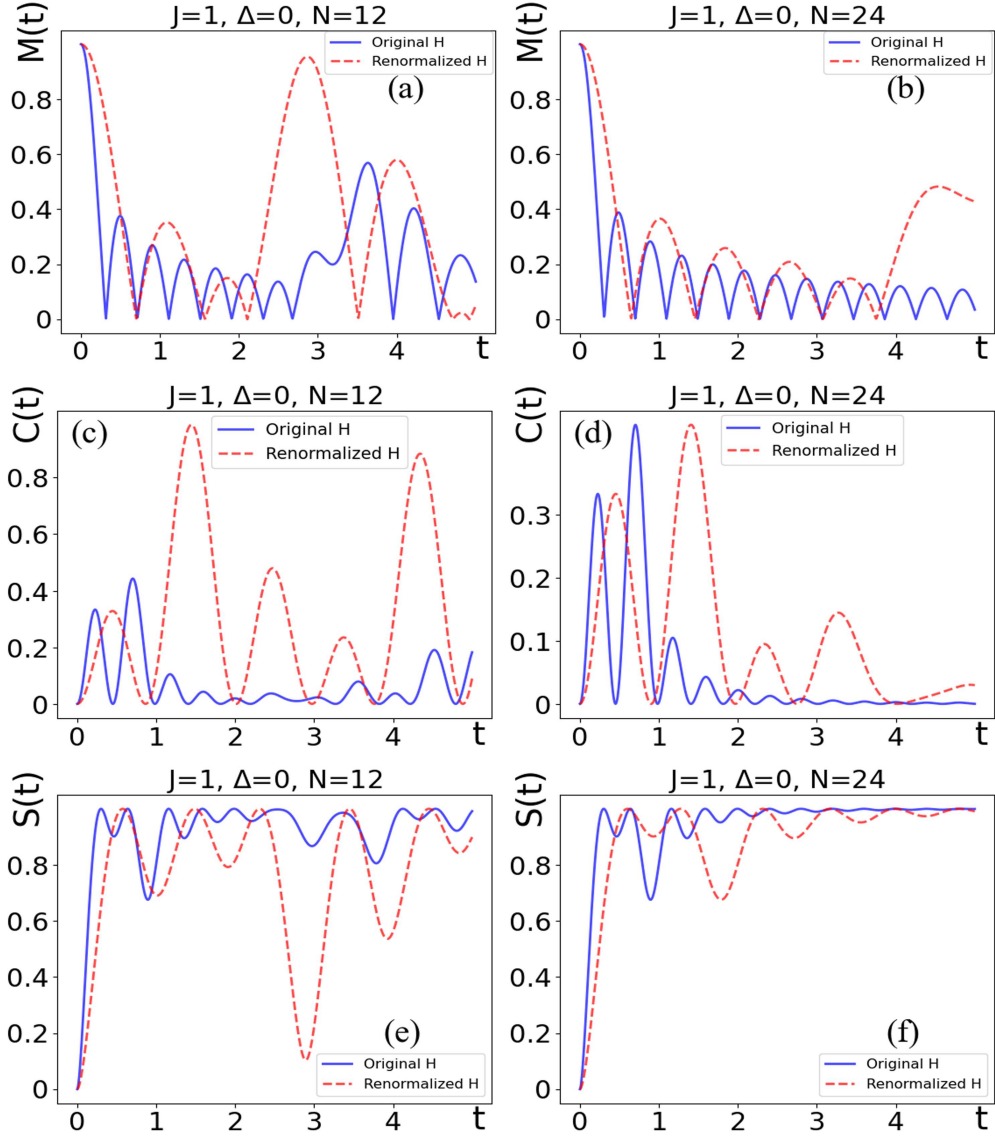 J=1, Δ=0, N=12
M(t)
Original H
Renormalized H
(a)
0.8
0.6
0.4
0.2
0
0 1 2 3 4 t
J=1, Δ=0, N=24
M(t)
Original H
Renormalized H
(b)
0.8
0.6
0.4
0.2
0
0 1 2 3 4 t
J=1, Δ=0, N=12
C(t)
(c)
Original H
Renormalized H
0.8
0.6
0.4
0.2
0
0 1 2 3 4 t
J=1, Δ=0, N=24
C(t)
(d)
Original H
Renormalized H
0.3
0.2
0.1
0
0 1 2 3 4 t
J=1, Δ=0, N=12
S(t)
0.8
0.6
0.4
0.2
0
(e)
Original H
Renormalized H
0 1 2 3 4 t
J=1, Δ=0, N=24
S(t)
0.8
0.6
0.4
0.2
0
(f)
Original H
Renormalized H
0 1 2 3 4 t